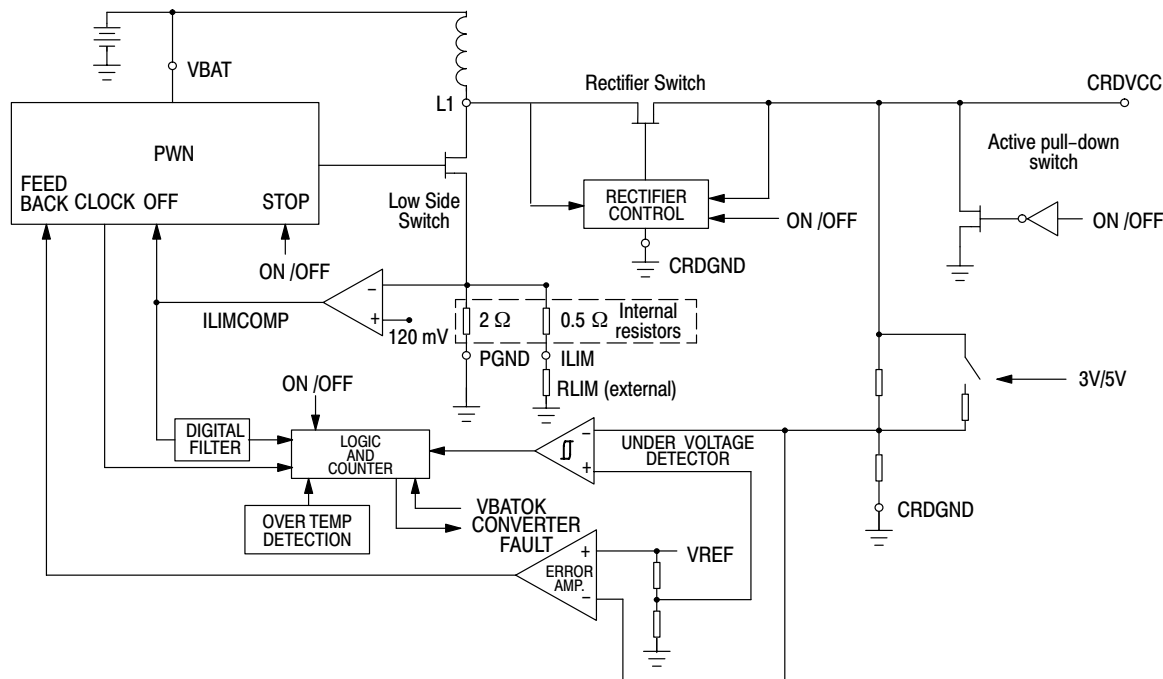 VBAT
L1
Rectifier Switch
CRDVCC
PWN
Active pull-down
switch
FEED
BACK
CLOCK
OFF
STOP
Low Side
Switch
RECTIFIER
CONTROL
ON /OFF
ON /OFF
ON /OFF
CRDGND
ILIMCOMP
−
+
120 mV
2 Ω
0.5 Ω
Internal
resistors
PGND
ILIM
RLIM (external)
3V/5V
ON /OFF
DIGITAL
FILTER
LOGIC
AND
COUNTER
−
+
UNDER VOLTAGE
DETECTOR
OVER TEMP
DETECTION
VBATOK
CONVERTER
FAULT
CRDGND
ERROR
AMP.
+
−
VREF